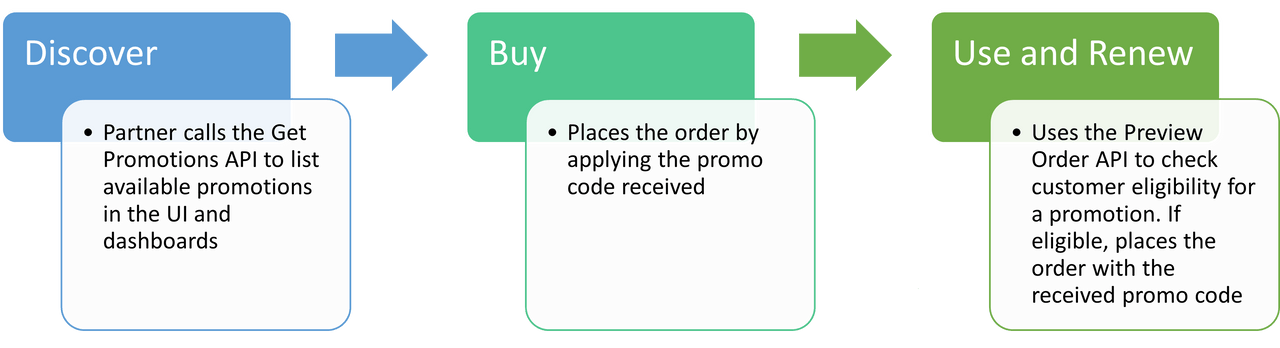 Discover
• Partner calls the Get
Promotions API to list
available promotions
in the UI and
dashboards
Buy
• Places the order by
applying the promo
code received
Use and Renew
• Uses the Preview
Order API to check
customer eligibility for
a promotion. If
eligible, places the
order with the
received promo code